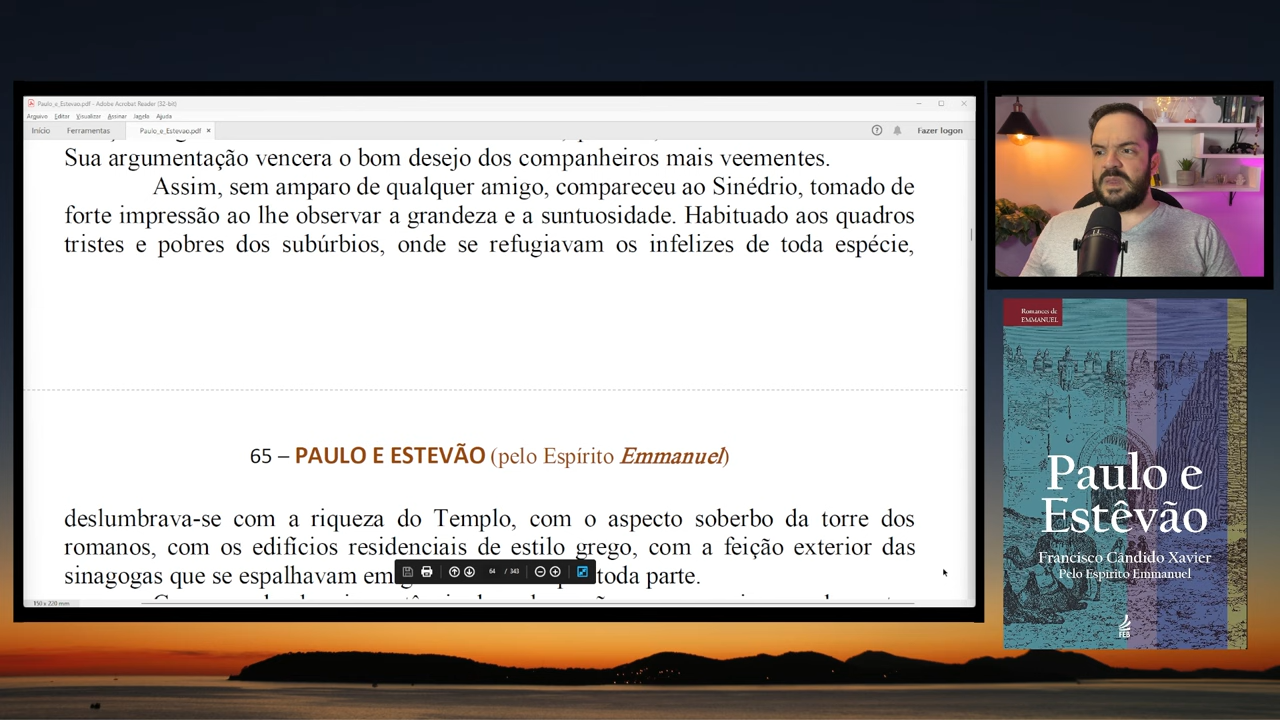 Paulo_e_Estevao.pdf - Adobe Acrobat Reader (32-bit)
Arquivo Editar Visualizar Assinar Janela Ajuda
Início Ferramentas Paulo_e_Estevao.pdf × Fazer logon
Sua argumentação vencera o bom desejo dos companheiros mais veementes.
Assim, sem amparo de qualquer amigo, compareceu ao Sinédrio, tomado de
forte impressão ao lhe observar a grandeza e a suntuosidade. Habituado aos quadros
tristes e pobres dos subúrbios, onde se refugiavam os infelizes de toda espécie,
65 – PAULO E ESTEVÃO (pelo Espírito Emmanuel)
deslumbrava-se com a riqueza do Templo, com o aspecto soberbo da torre dos
romanos, com os edifícios residenciais de estilo grego, com a feição exterior das
sinagogas que se espalhavam em toda parte.
64 / 343
150 x 220 mm
Romances de
EMMANUEL
Paulo e
Estêvão
Francisco Cândido Xavier
Pelo Espírito Emmanuel
FEB